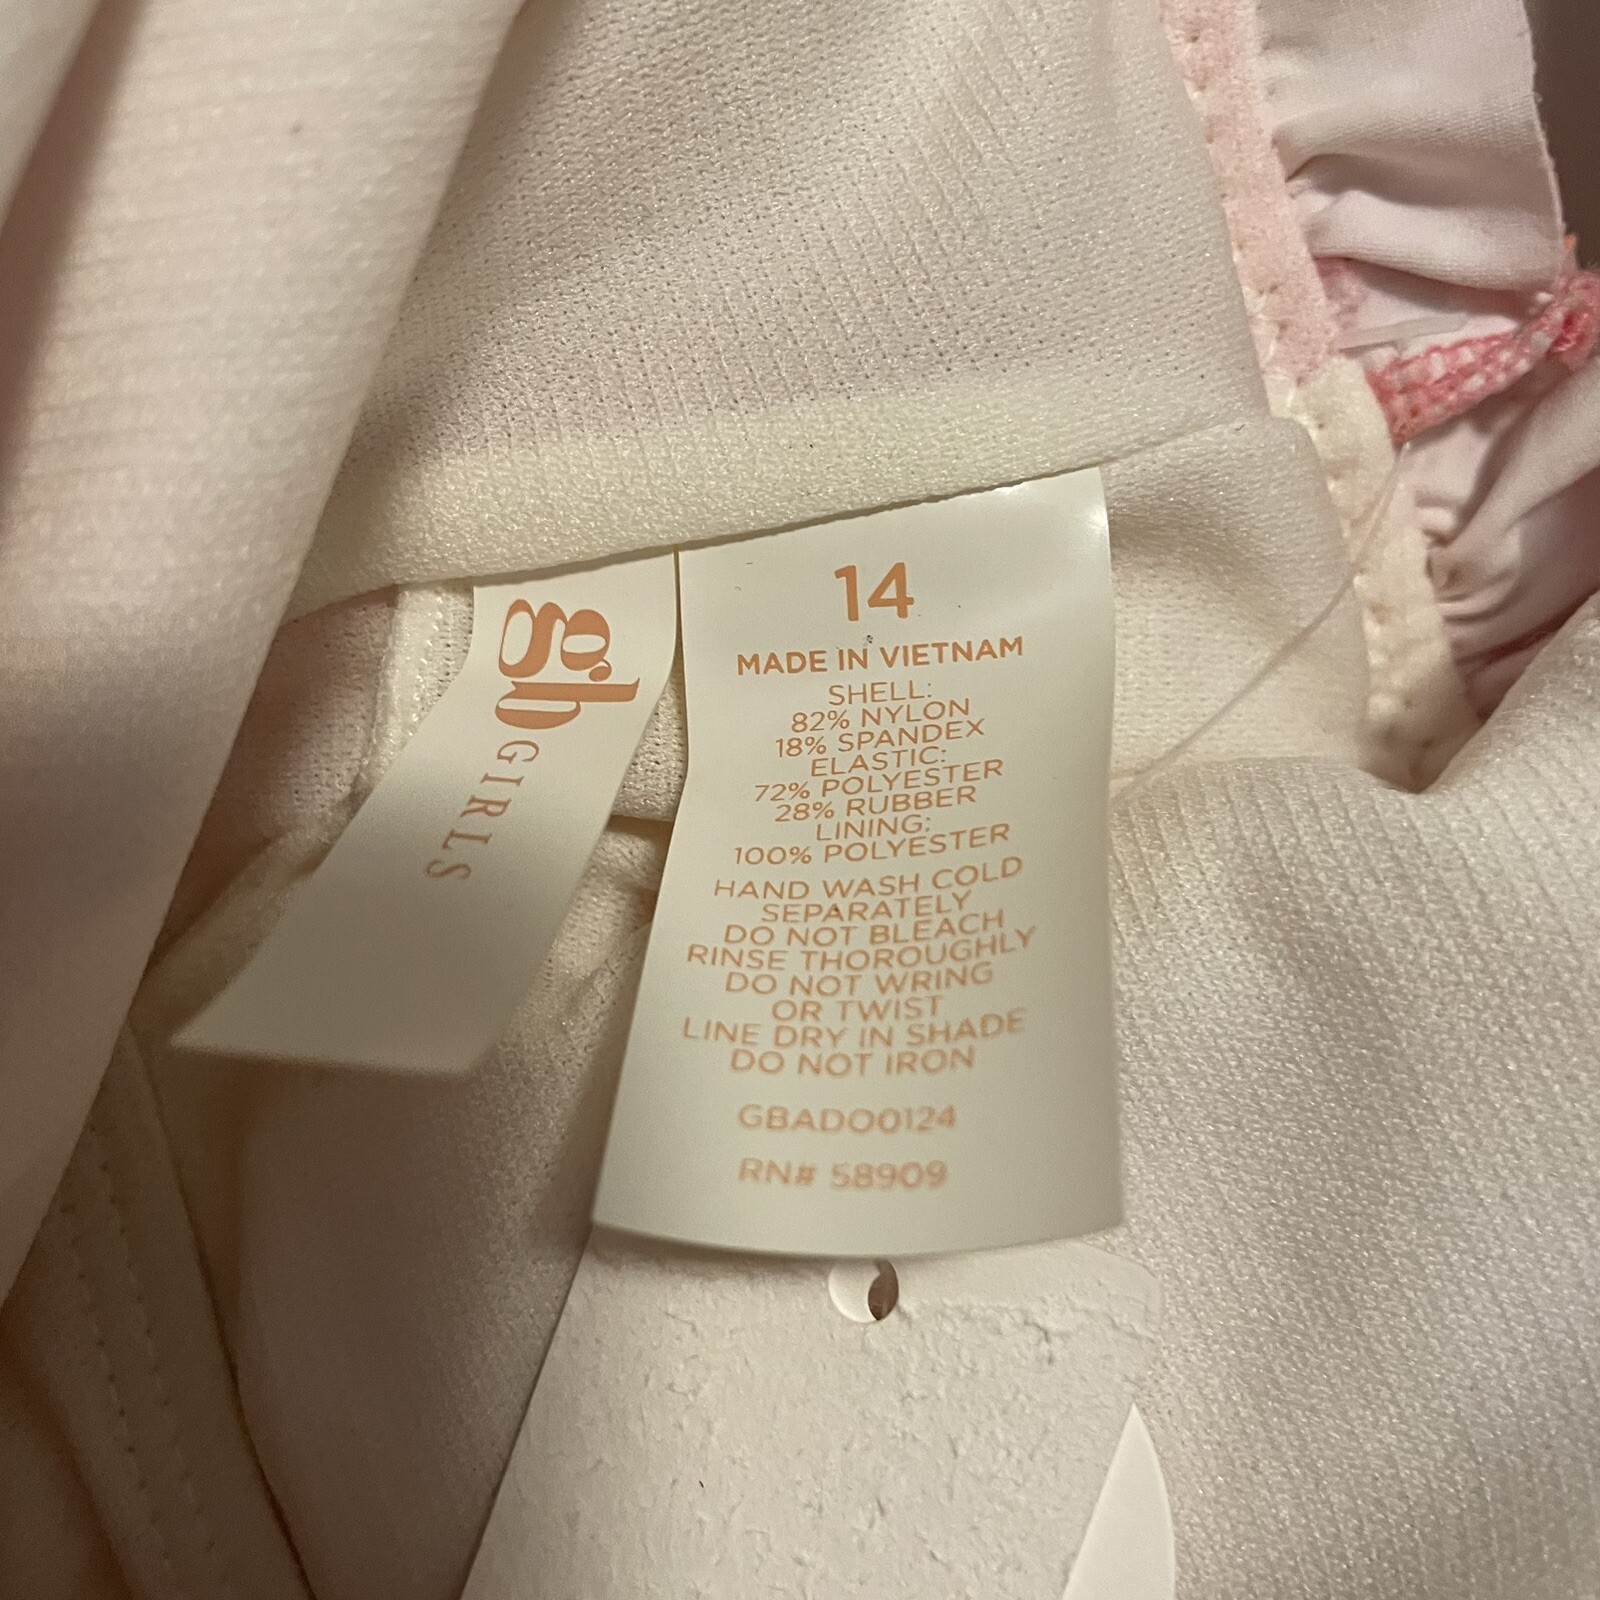 gb
GIRLS
14
MADE IN VIETNAM
SHELL:
82% NYLON
18% SPANDEX
ELASTIC:
72% POLYESTER
28% RUBBER
LINING:
100% POLYESTER
HAND WASH COLD
SEPARATELY
DO NOT BLEACH
RINSE THOROUGHLY
DO NOT WRING
OR TWIST
LINE DRY IN SHADE
DO NOT IRON
GBADO0124
RN# 58909